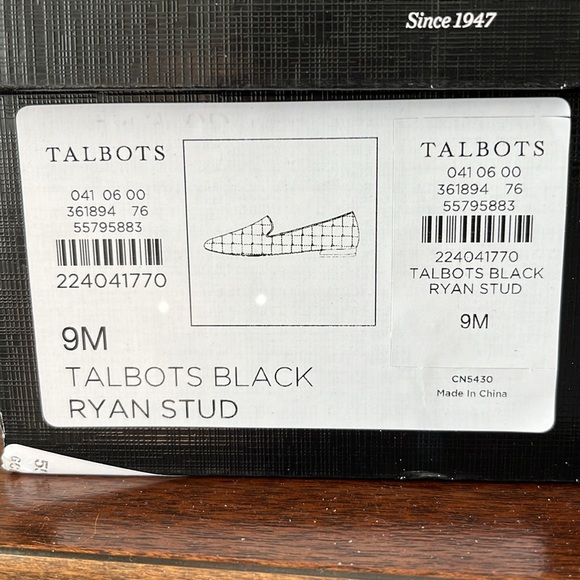 Since 1947
TALBOTS
041 06 00
361894 76
55795883
224041770
9M
TALBOTS BLACK
RYAN STUD
TALBOTS
041 06 00
361894 76
55795883
224041770
TALBOTS BLACK
RYAN STUD
9M
CN5430
Made In China